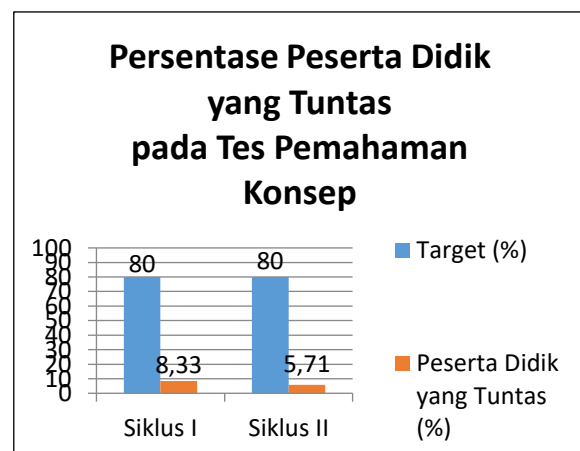 Persentase Peserta Didik
yang Tuntas
pada Tes Pemahaman
Konsep
100
90
80
70
60
50
40
30
20
10
0
80
8,33
80
5,71
Siklus I
Siklus II
Target (%)
Peserta Didik
yang Tuntas
(%)